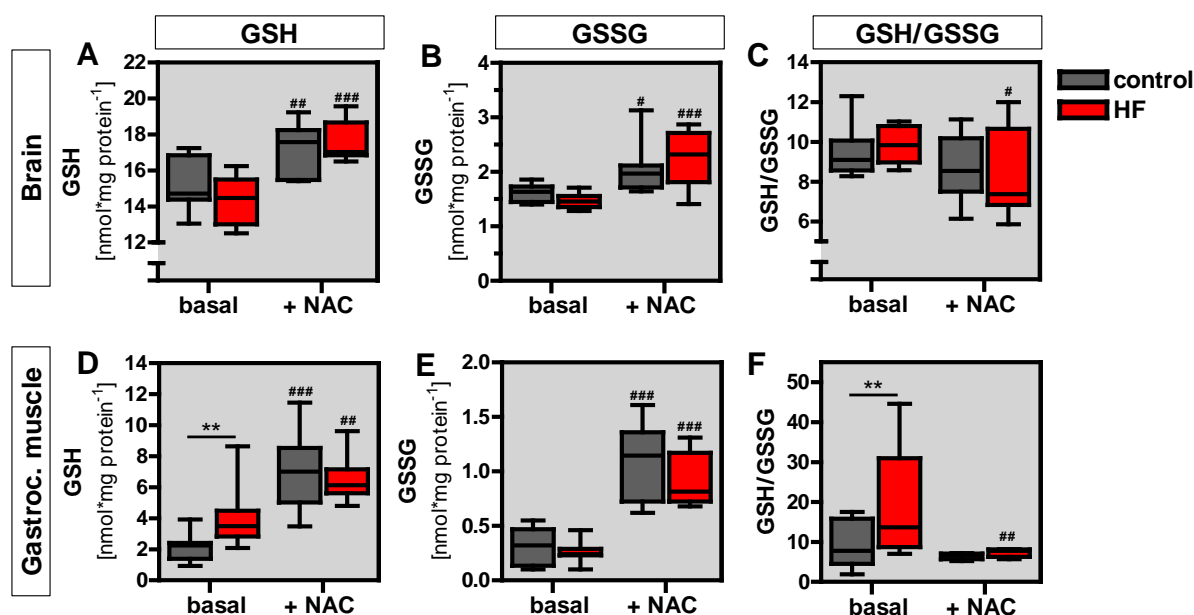 GSH
GSSG
GSH/GSSG
Brain
A
GSH
[nmol*mg protein-1]
22
20
18
16
14
12
##
###
basal
+ NAC
B
GSSG
[nmol*mg protein-1]
4
3
2
1
0
#
###
basal
+ NAC
C
GSH/GSSG
14
12
10
8
6
#
basal
+ NAC
control
HF
Gastroc. muscle
D
GSH
[nmol*mg protein-1]
14
12
10
8
6
4
2
0
**
###
##
basal
+ NAC
E
GSSG
[nmol*mg protein-1]
2.0
1.5
1.0
0.5
0.0
###
###
basal
+ NAC
F
GSH/GSSG
50
40
30
20
10
0
**
##
basal
+ NAC